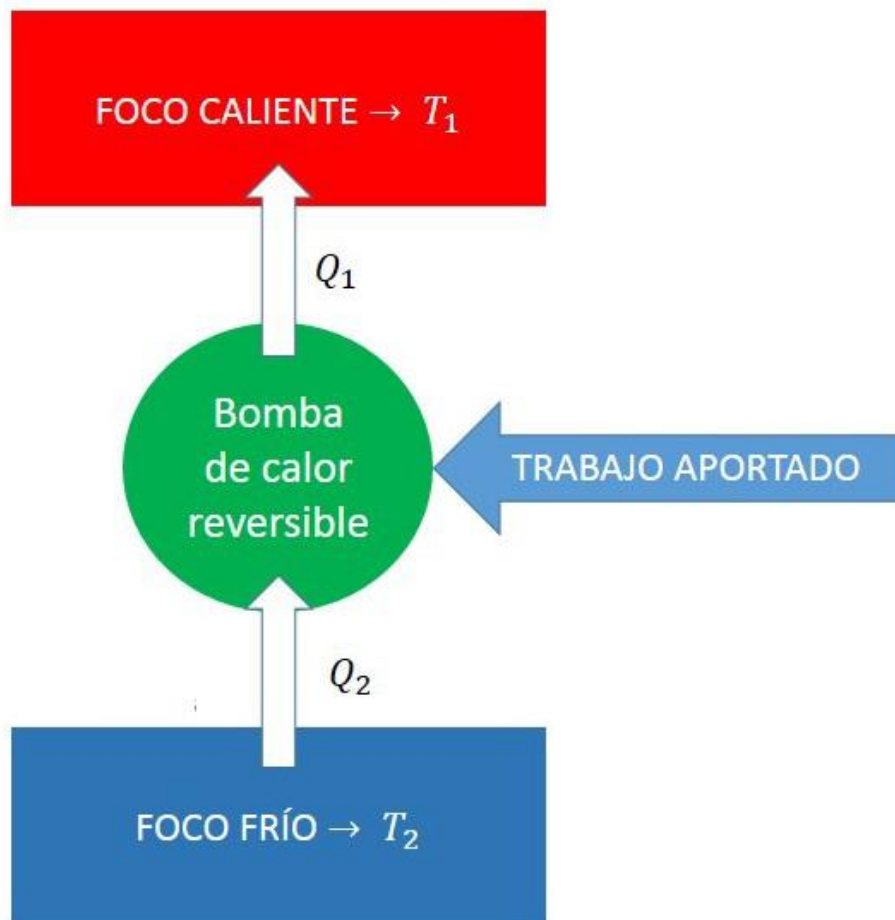 FOCO CALIENTE → T₁
Q₁
Bomba
de calor
reversible
TRABAJO APORTADO
Q₂
FOCO FRÍO → T₂